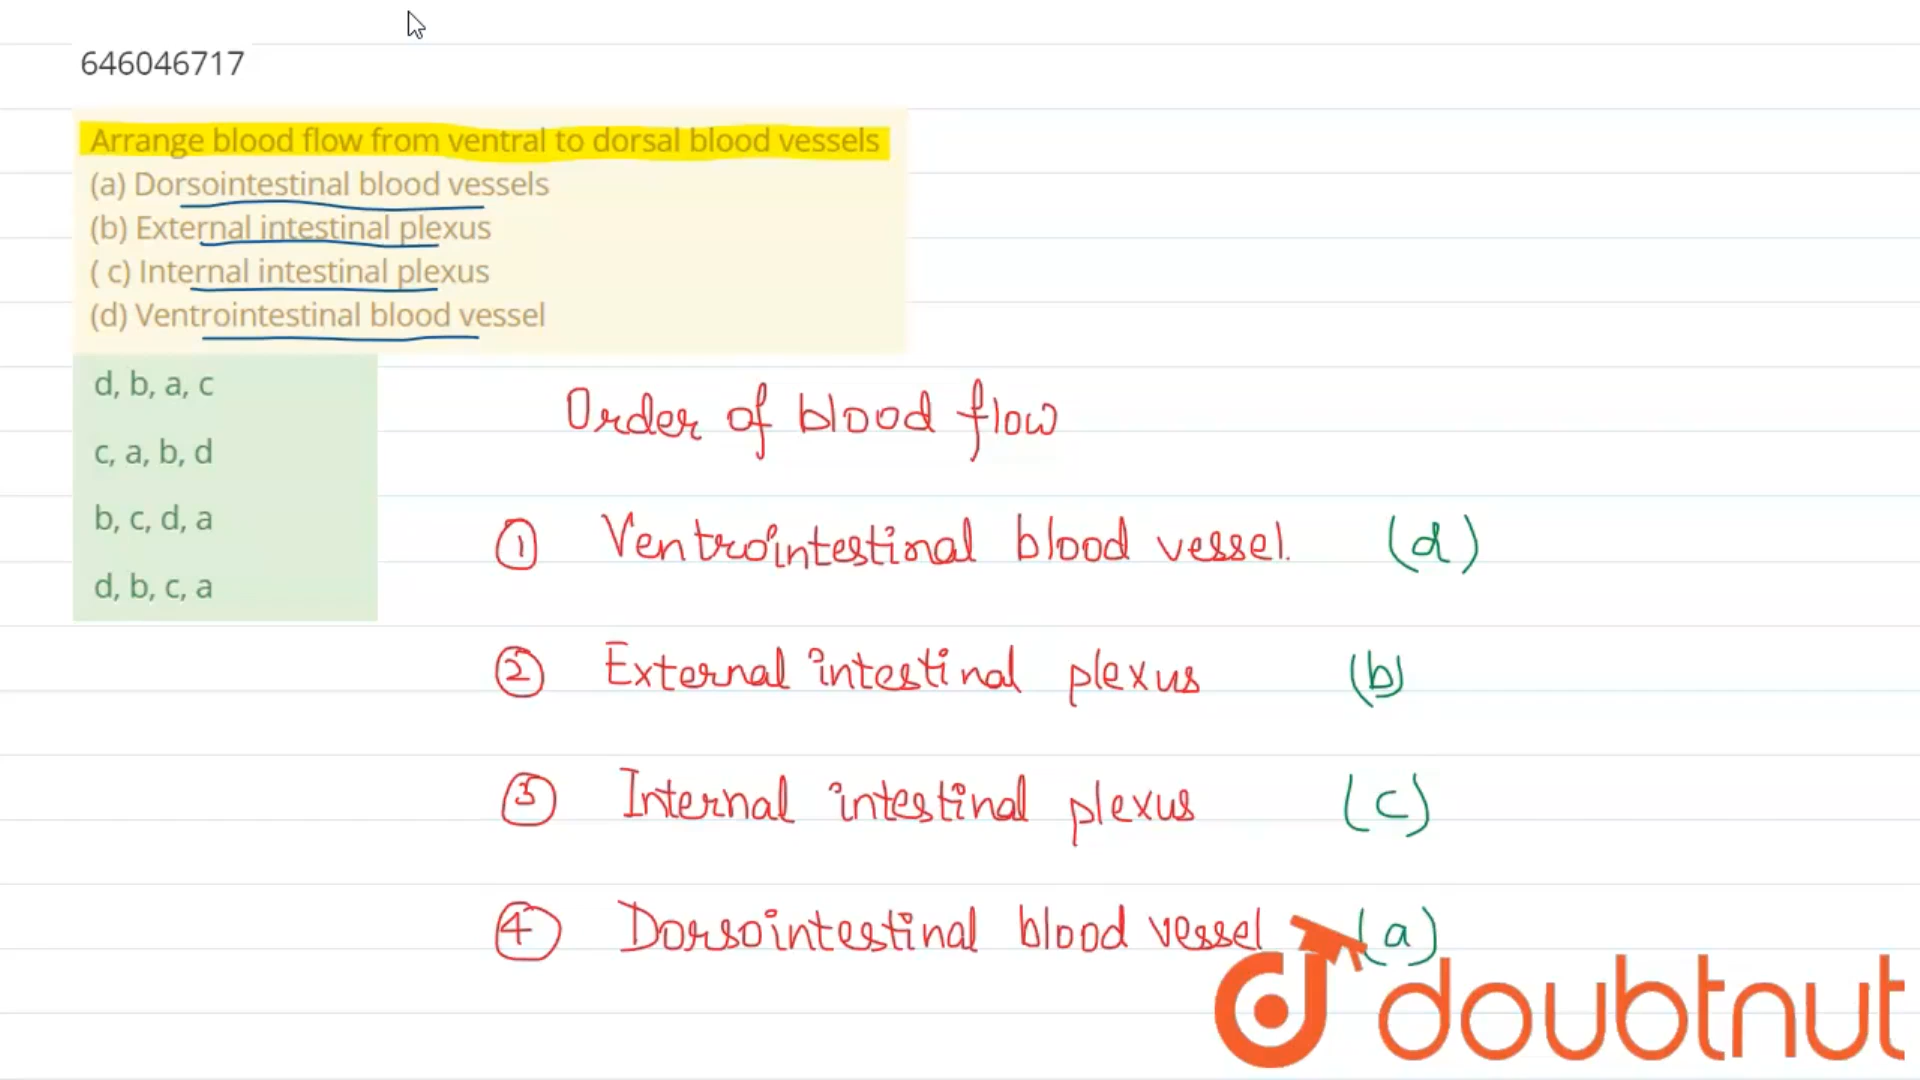 646046717
Arrange blood flow from ventral to dorsal blood vessels
(a) Dorsointestinal blood vessels
(b) External intestinal plexus
( c) Internal intestinal plexus
(d) Ventrointestinal blood vessel
d, b, a, c
c, a, b, d
b, c, d, a
d, b, c, a
Order of blood flow
① Ventrointestinal blood vessel. (d)
② External intestinal plexus (b)
③ Internal intestinal plexus (c)
④ Dorsointestinal blood vessel (a)
doubtnut